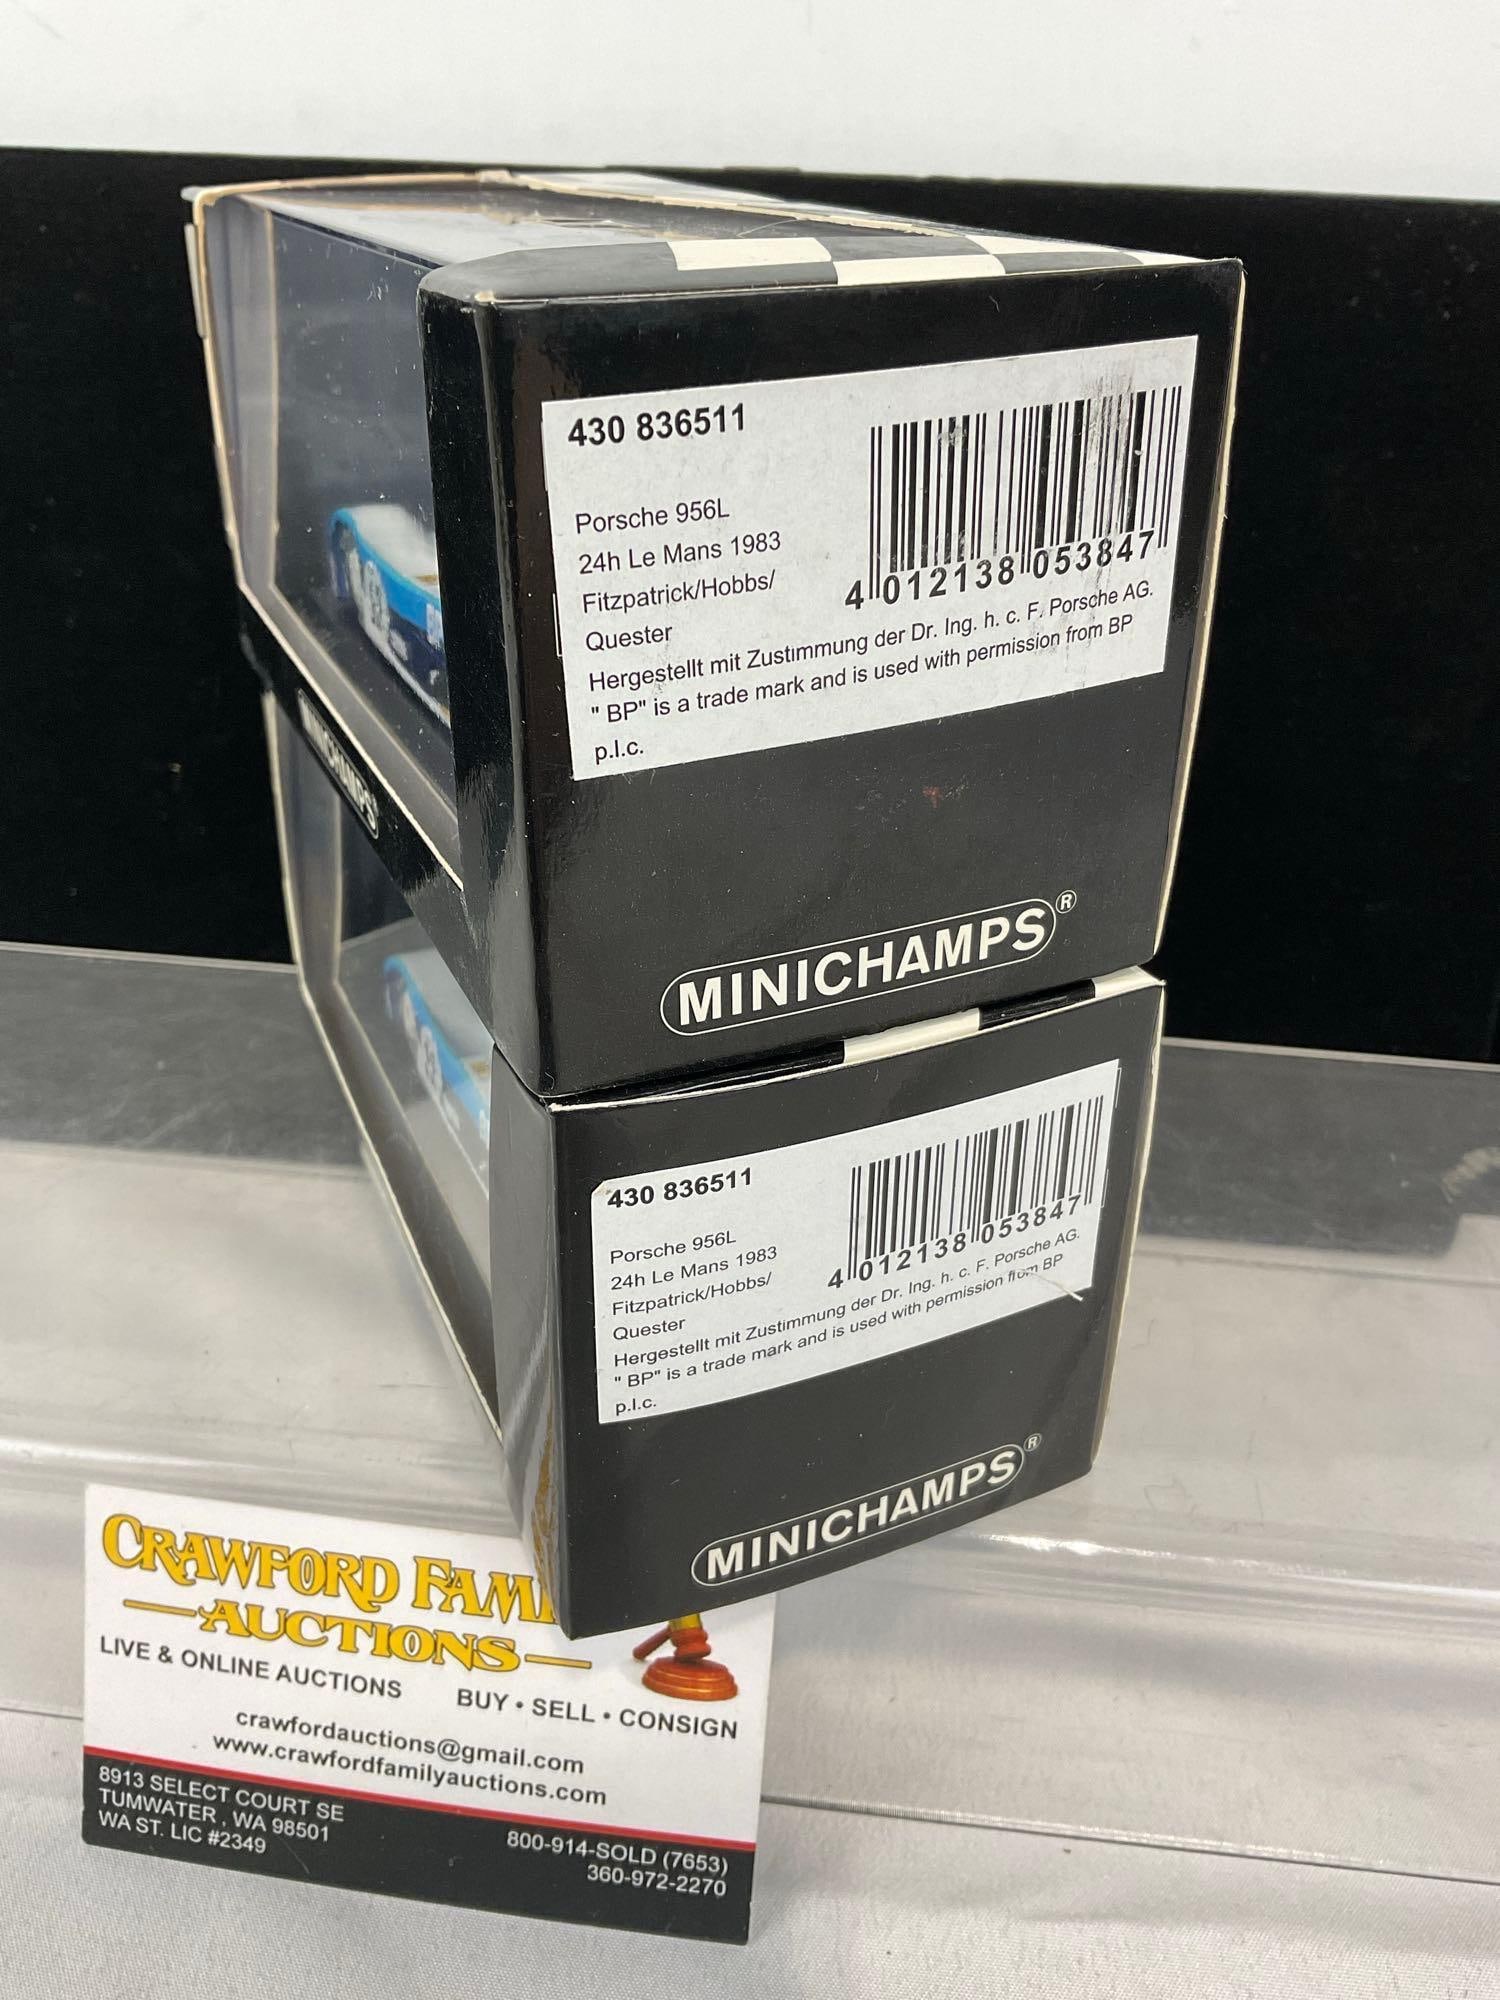 430 836511
Porsche 956L
24h Le Mans 1983
Fitzpatrick/Hobbs/
Quester
4 012138 053847
Hergestellt mit Zustimmung der Dr. Ing. h. c. F. Porsche AG.
" BP" is a trade mark and is used with permission from BP
p.l.c.
MINICHAMPS®
MINICHAMPS
430 836511
Porsche 956L
24h Le Mans 1983
Fitzpatrick/Hobbs/
Quester
4 012138 053847
Hergestellt mit Zustimmung der Dr. Ing. h. c. F. Porsche AG.
" BP" is a trade mark and is used with permission from BP
p.l.c.
MINICHAMPS®
CRAWFORD FAMI
AUCTIONS
LIVE & ONLINE AUCTIONS
BUY • SELL • CONSIGN
crawfordauctions@gmail.com
www.crawfordfamilyauctions.com
8913 SELECT COURT SE
TUMWATER, WA 98501
WA ST. LIC #2349
800-914-SOLD (7653)
360-972-2270